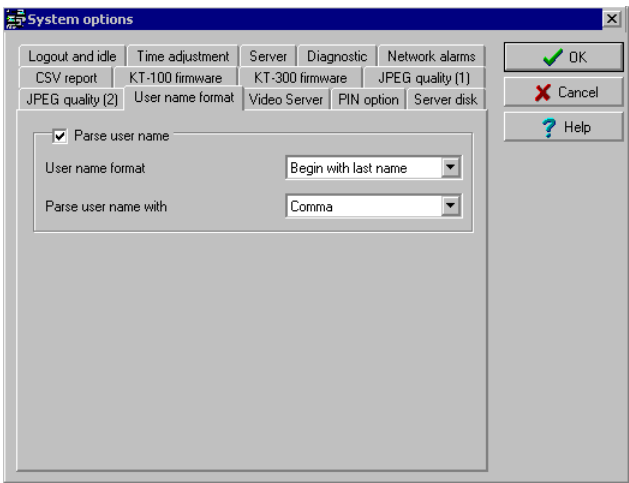 System options
Logout and idle Time adjustment Server Diagnostic Network alarms
CSV report KT-100 firmware KT-300 firmware JPEG quality (1)
JPEG quality (2) User name format Video Server PIN option Server disk
Parse user name
User name format Begin with last name
Parse user name with Comma
OK
Cancel
Help